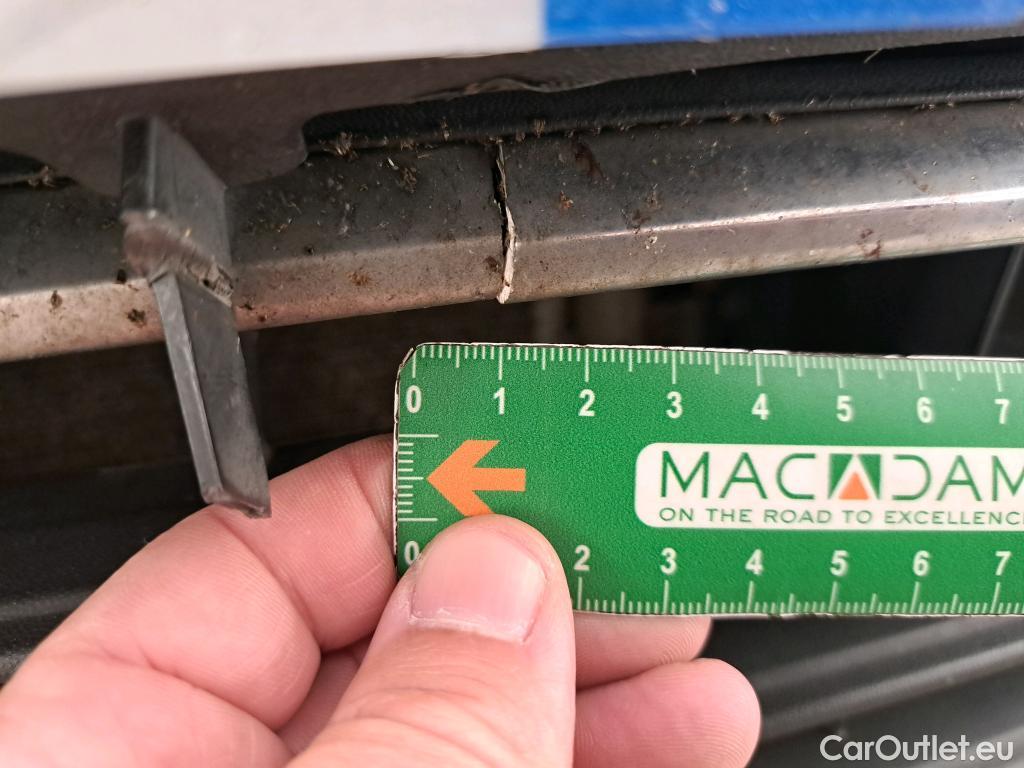 0 1 2 3 4 5 6 7
MACADAM
ON THE ROAD TO EXCELLENC
0 2 3 4 5 6 7
CarOutlet.eu